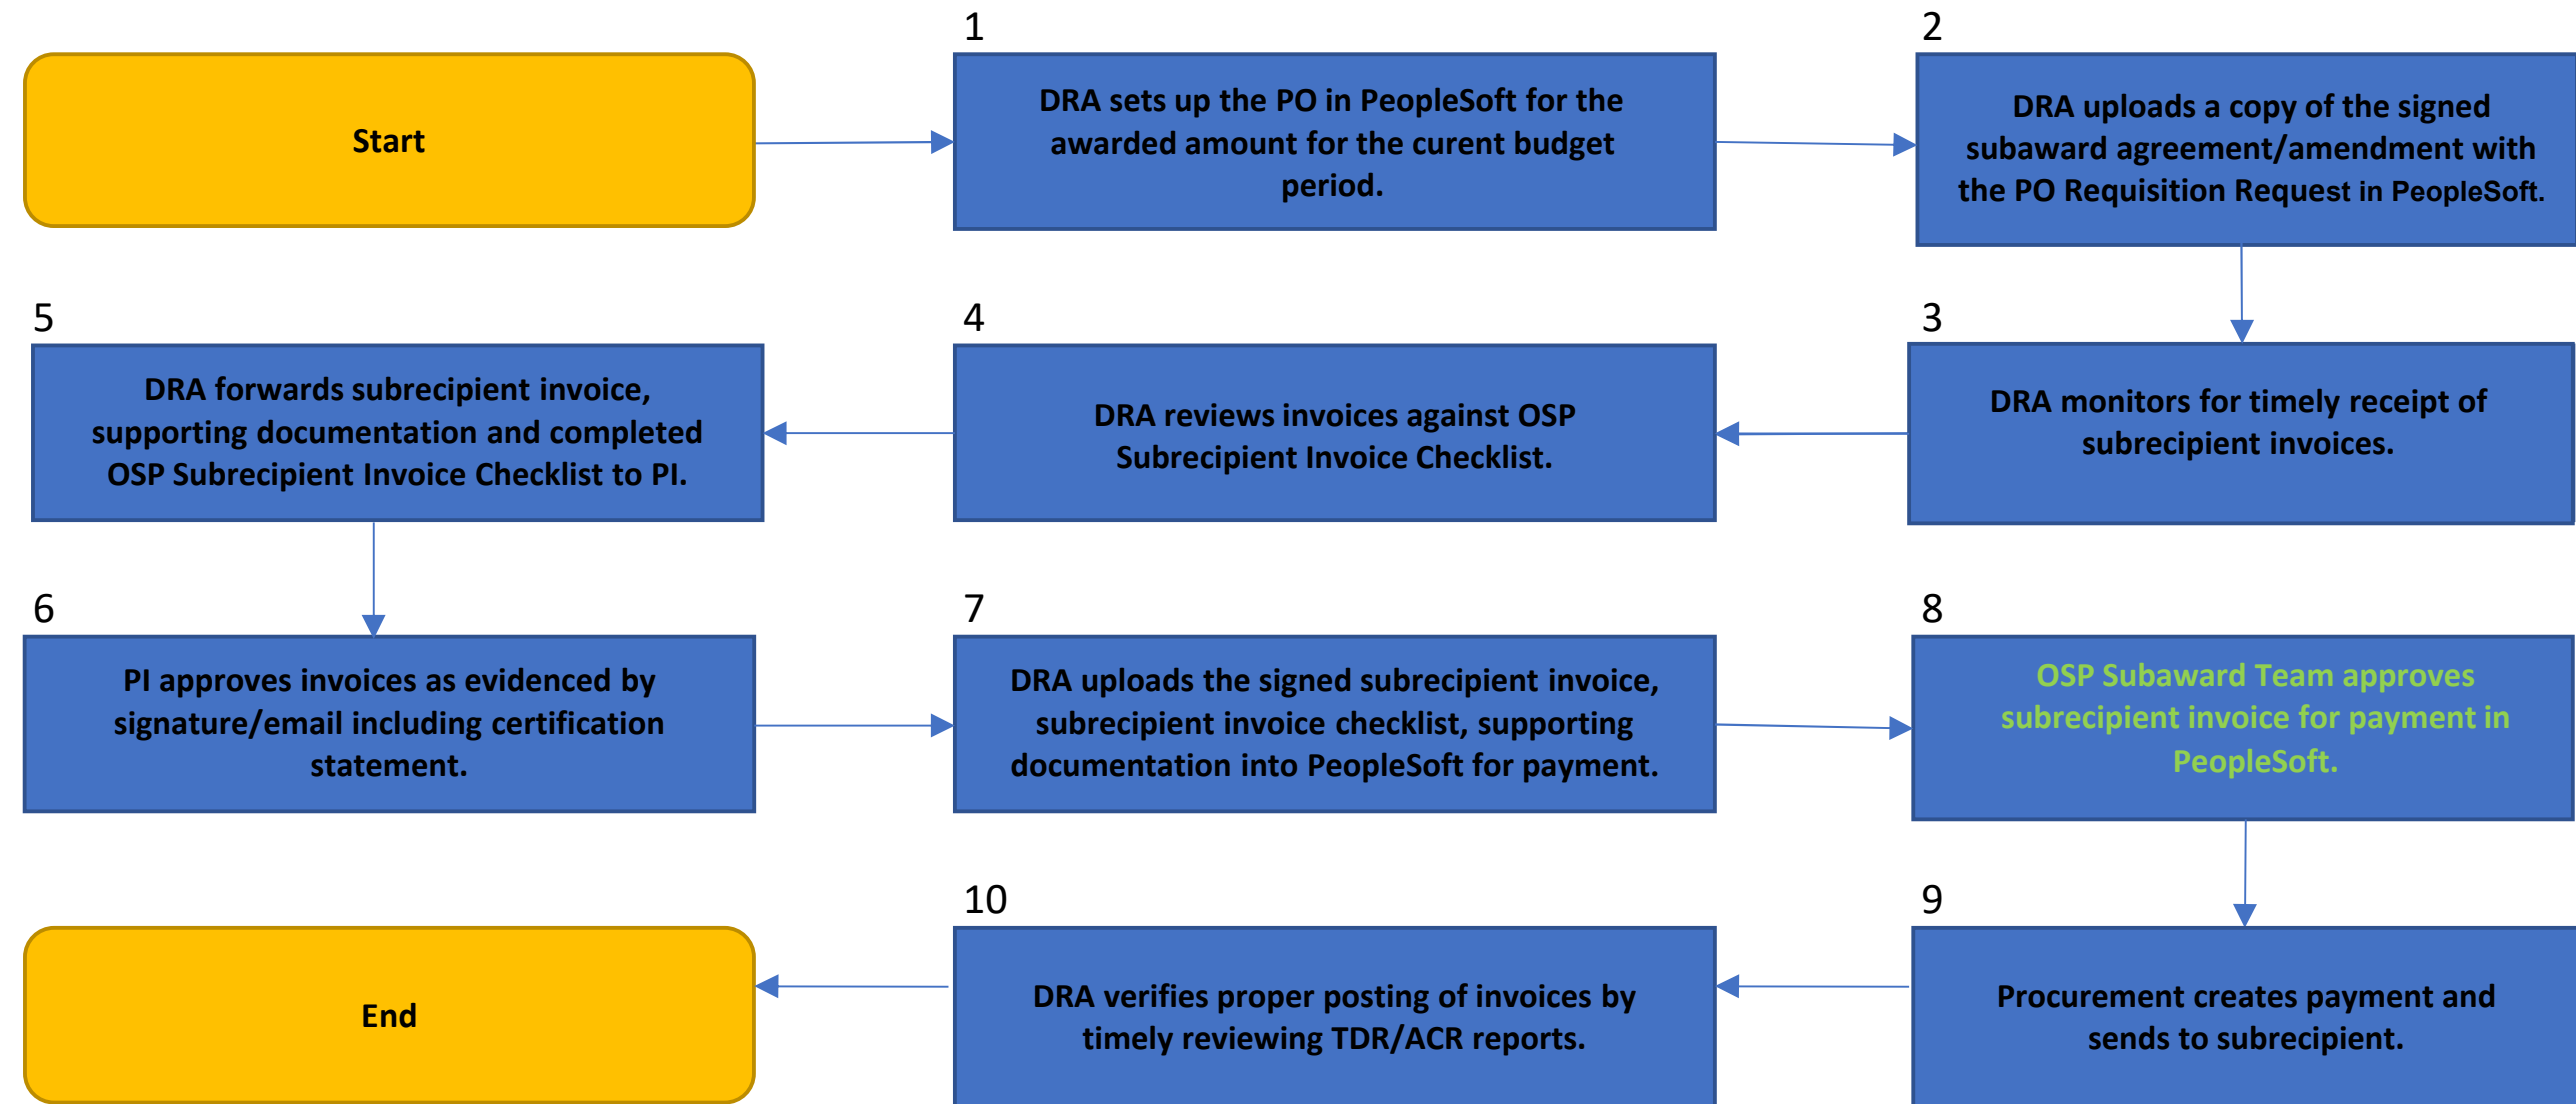 Start
1
DRA sets up the PO in PeopleSoft for the
awarded amount for the curent budget
period.
2
DRA uploads a copy of the signed
subaward agreement/amendment with
the PO Requisition Request in PeopleSoft.
3
DRA monitors for timely receipt of
subrecipient invoices.
4
DRA reviews invoices against OSP
Subrecipient Invoice Checklist.
5
DRA forwards subrecipient invoice,
supporting documentation and completed
OSP Subrecipient Invoice Checklist to PI.
6
PI approves invoices as evidenced by
signature/email including certification
statement.
7
DRA uploads the signed subrecipient invoice,
subrecipient invoice checklist, supporting
documentation into PeopleSoft for payment.
8
OSP Subaward Team approves
subrecipient invoice for payment in
PeopleSoft.
9
Procurement creates payment and
sends to subrecipient.
10
DRA verifies proper posting of invoices by
timely reviewing TDR/ACR reports.
End